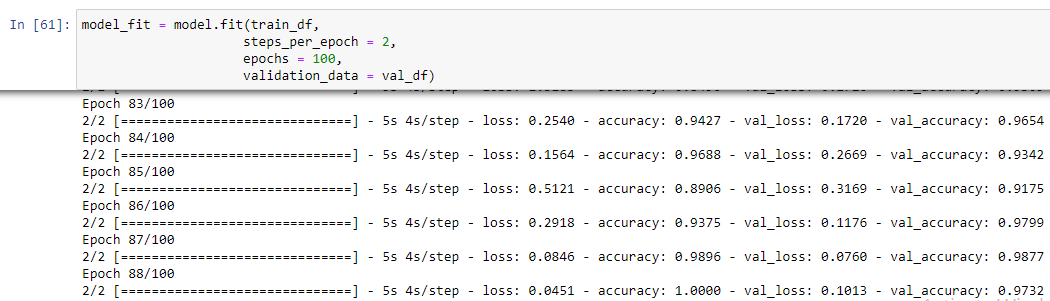 In [61]: model_fit = model.fit(train_df,
steps_per_epoch = 2,
epochs = 100,
validation_data = val_df)
Epoch 83/100
2/2 [==============================] - 5s 4s/step - loss: 0.2540 - accuracy: 0.9427 - val_loss: 0.1720 - val_accuracy: 0.9654
Epoch 84/100
2/2 [==============================] - 5s 4s/step - loss: 0.1564 - accuracy: 0.9688 - val_loss: 0.2669 - val_accuracy: 0.9342
Epoch 85/100
2/2 [==============================] - 5s 4s/step - loss: 0.5121 - accuracy: 0.8906 - val_loss: 0.3169 - val_accuracy: 0.9175
Epoch 86/100
2/2 [==============================] - 5s 4s/step - loss: 0.2918 - accuracy: 0.9375 - val_loss: 0.1176 - val_accuracy: 0.9799
Epoch 87/100
2/2 [==============================] - 5s 4s/step - loss: 0.0846 - accuracy: 0.9896 - val_loss: 0.0760 - val_accuracy: 0.9877
Epoch 88/100
2/2 [==============================] - 5s 4s/step - loss: 0.0451 - accuracy: 1.0000 - val_loss: 0.1013 - val_accuracy: 0.9732